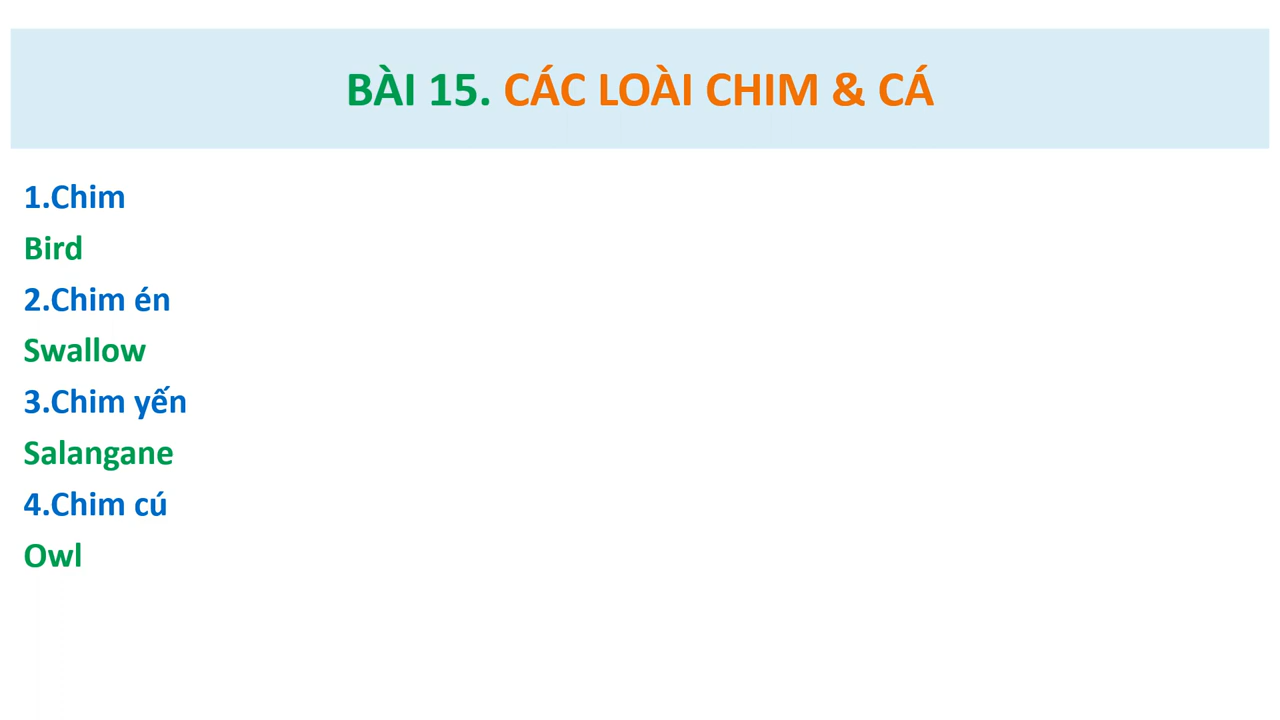 BÀI 15. CÁC LOÀI CHIM & CÁ
1.Chim
Bird
2.Chim én
Swallow
3.Chim yến
Salangane
4.Chim cú
Owl